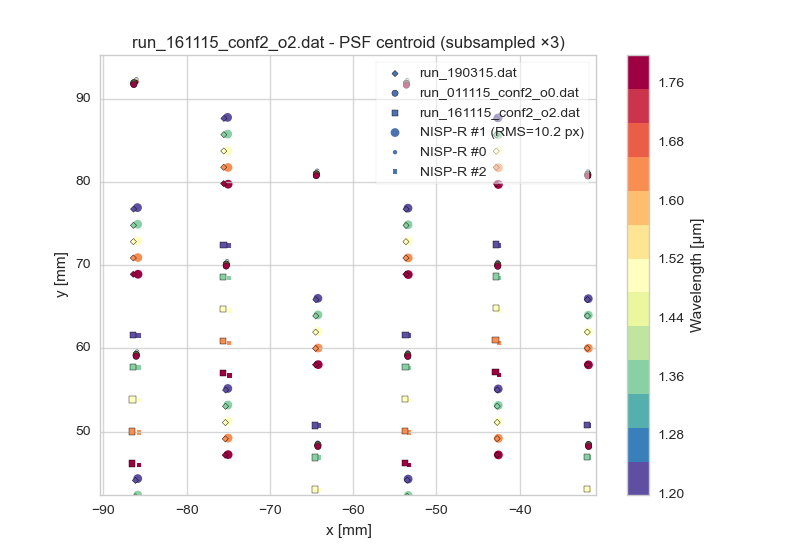 run_161115_conf2_o2.dat - PSF centroid (subsampled ×3)
run_190315.dat
run_011115_conf2_o0.dat
run_161115_conf2_o2.dat
NISP-R #1 (RMS=10.2 px)
NISP-R #0
NISP-R #2
90
80
70
60
50
y [mm]
−90
−80
−70
−60
−50
−40
x [mm]
1.76
1.68
1.60
1.52
1.44
1.36
1.28
1.20
Wavelength [µm]